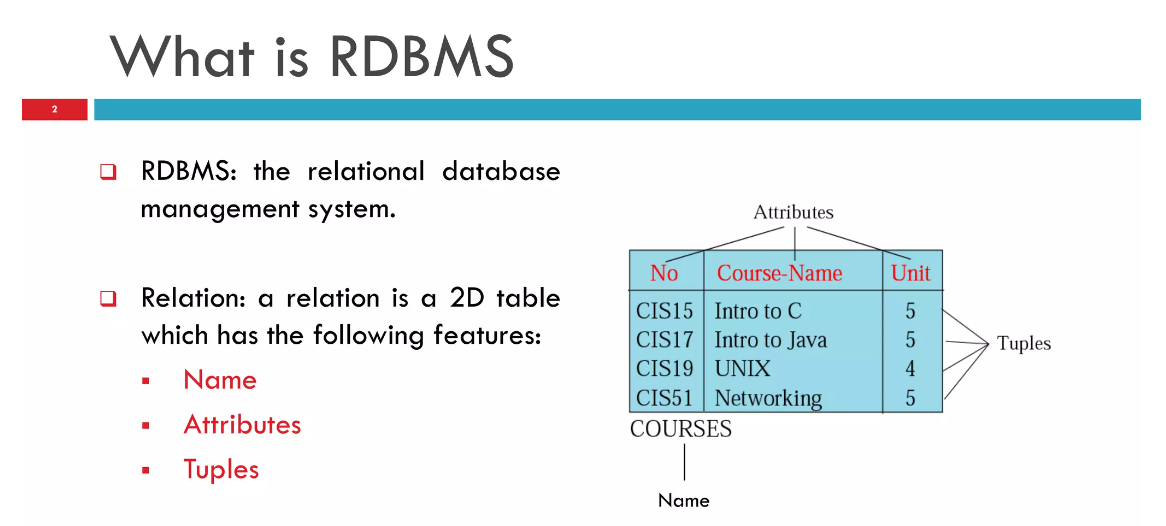 What is RDBMS
2
RDBMS: the relational database
management system.
Relation: a relation is a 2D table
which has the following features:
Name
Attributes
Tuples
Attributes
No Course-Name Unit
CIS15 Intro to C 5
CIS17 Intro to Java 5
CIS19 UNIX 4
CIS51 Networking 5
Tuples
COURSES
Name